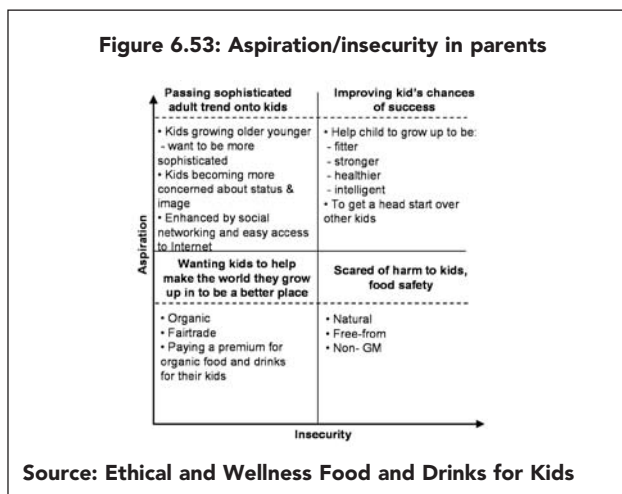 Figure 6.53: Aspiration/insecurity in parents
Passing sophisticated
adult trend onto kids
• Kids growing older younger
- want to be more
sophisticated
• Kids becoming more
concerned about status &
image
• Enhanced by social
networking and easy access
to Internet
Improving kid's chances
of success
• Help child to grow up to be:
- fitter
- stronger
- healthier
- intelligent
• To get a head start over
other kids
Aspiration
Wanting kids to help
make the world they grow
up in to be a better place
• Organic
• Fairtrade
• Paying a premium for
organic food and drinks
for their kids
Scared of harm to kids,
food safety
• Natural
• Free-from
• Non- GM
Insecurity
Source: Ethical and Wellness Food and Drinks for Kids